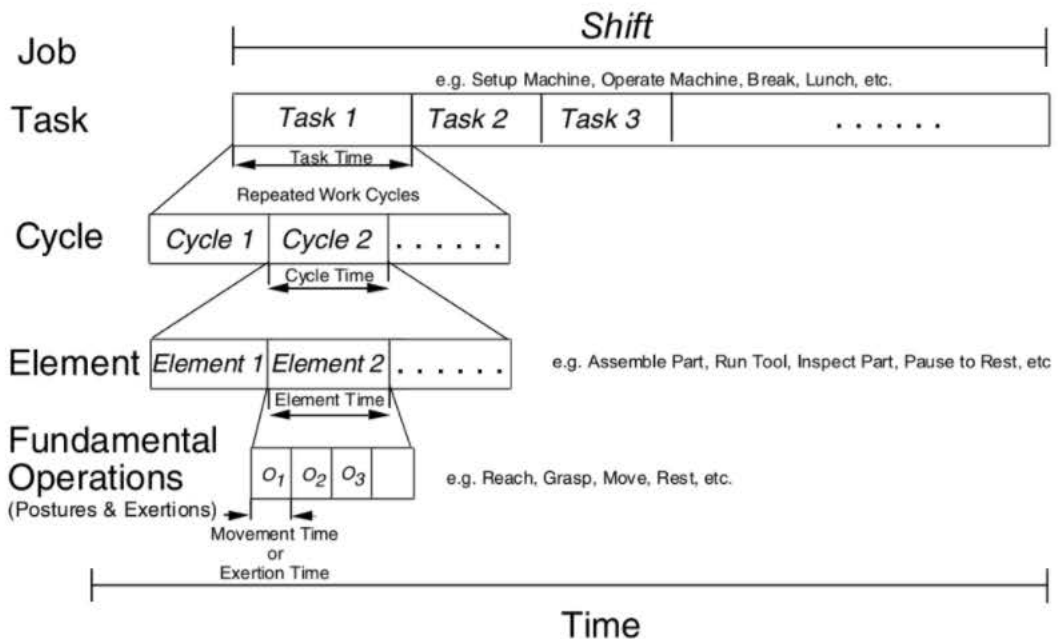 Job
Shift
e.g. Setup Machine, Operate Machine, Break, Lunch, etc.
Task
Task 1
Task 2
Task 3
. . . . . .
Task Time
Repeated Work Cycles
Cycle
Cycle 1
Cycle 2
. . . . . .
Cycle Time
Element
Element 1
Element 2
. . . . . .
e.g. Assemble Part, Run Tool, Inspect Part, Pause to Rest, etc
Element Time
Fundamental
Operations
(Postures & Exertions)
O1
O2
O3
e.g. Reach, Grasp, Move, Rest, etc.
Movement Time
or
Exertion Time
Time